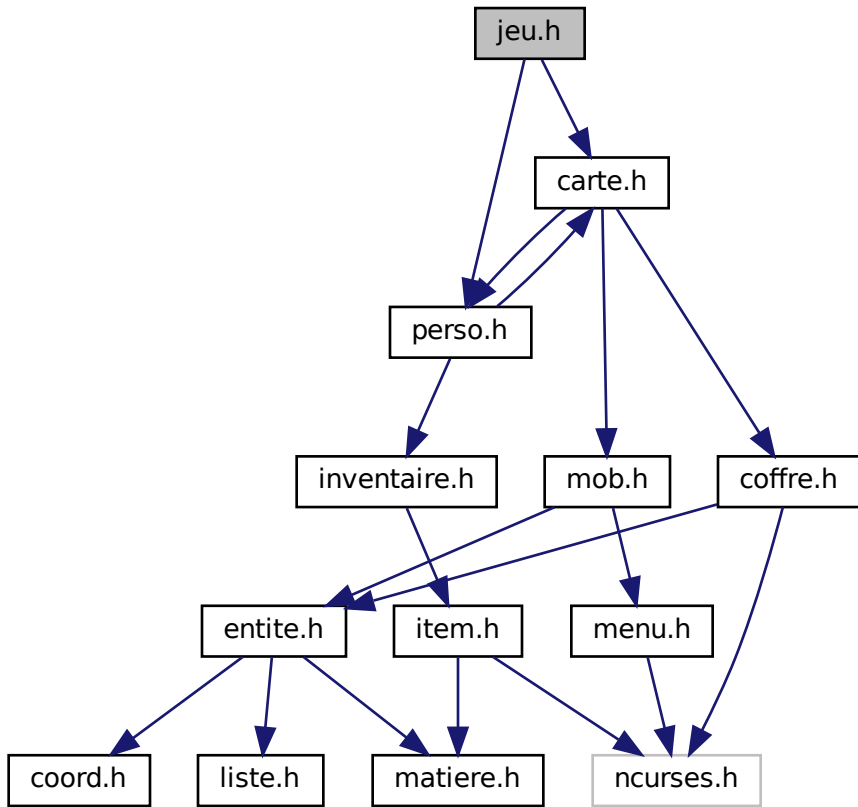 jeu.h
carte.h
perso.h
inventaire.h
mob.h
coffre.h
entite.h
item.h
menu.h
coord.h
liste.h
matiere.h
ncurses.h